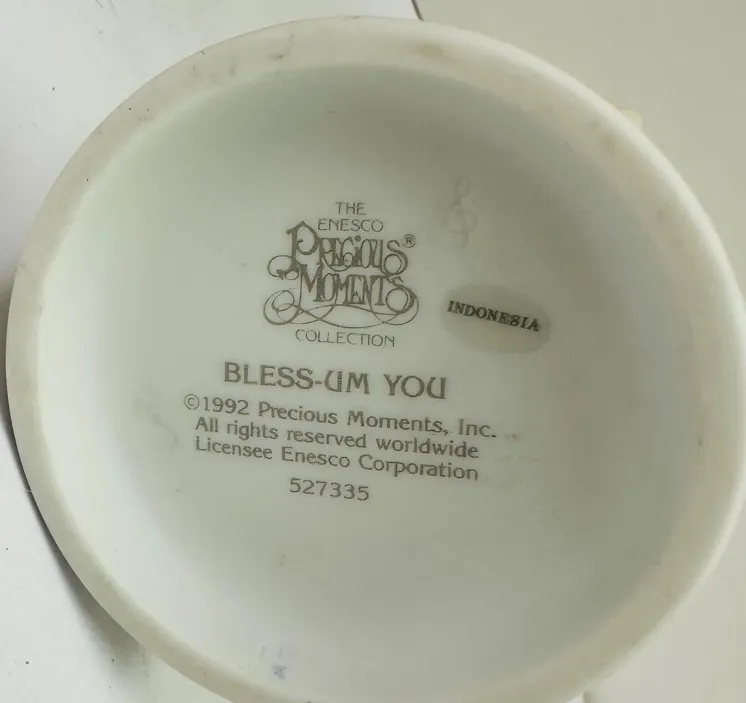 THE
ENESCO
PRECIOUS®
MOMENTS
COLLECTION
INDONESIA
BLESS-UM YOU
©1992 Precious Moments, Inc.
All rights reserved worldwide
Licensee Enesco Corporation
527335